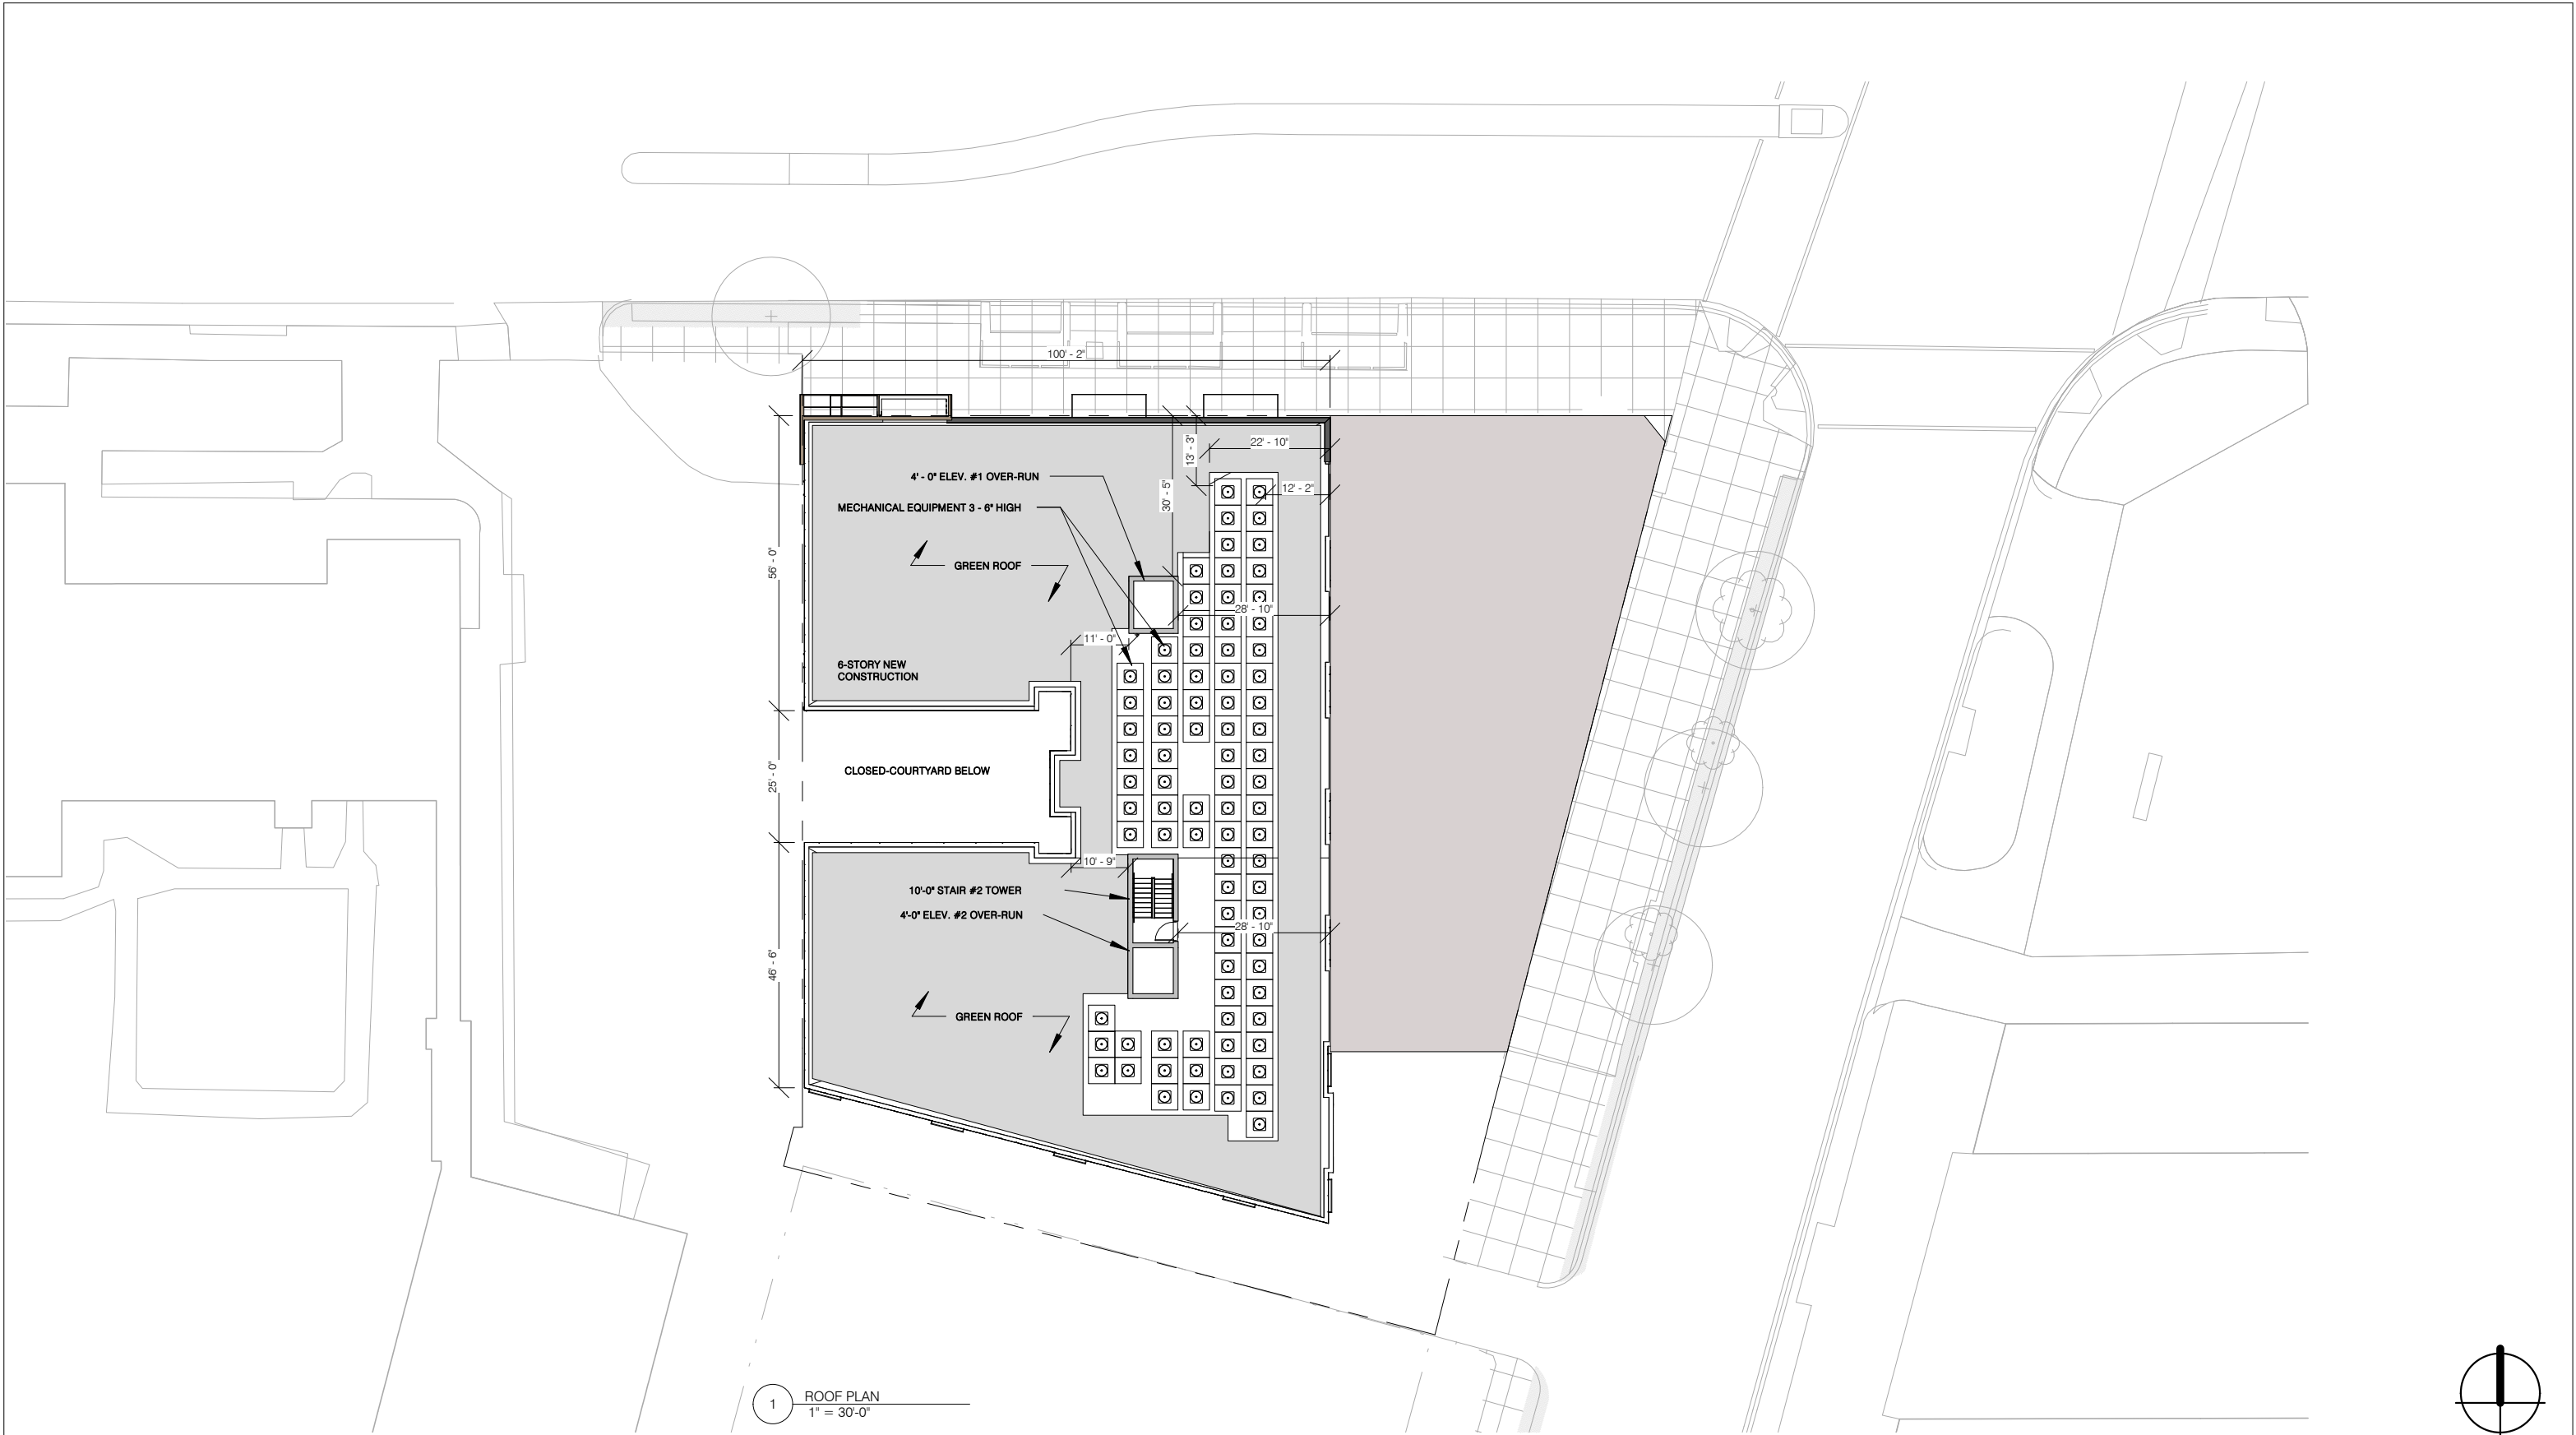 100' - 2"
22' - 10"
13' - 3"
4' - 0" ELEV. #1 OVER-RUN
30' - 5"
12' - 2"
MECHANICAL EQUIPMENT 3 - 6" HIGH
56' - 0"
GREEN ROOF
28' - 10"
11' - 0"
6-STORY NEW
CONSTRUCTION
25' - 0"
CLOSED-COURTYARD BELOW
10' - 9"
10'-0" STAIR #2 TOWER
4'-0" ELEV. #2 OVER-RUN
28' - 10"
46' - 6"
GREEN ROOF
1
ROOF PLAN
1" = 30'-0"